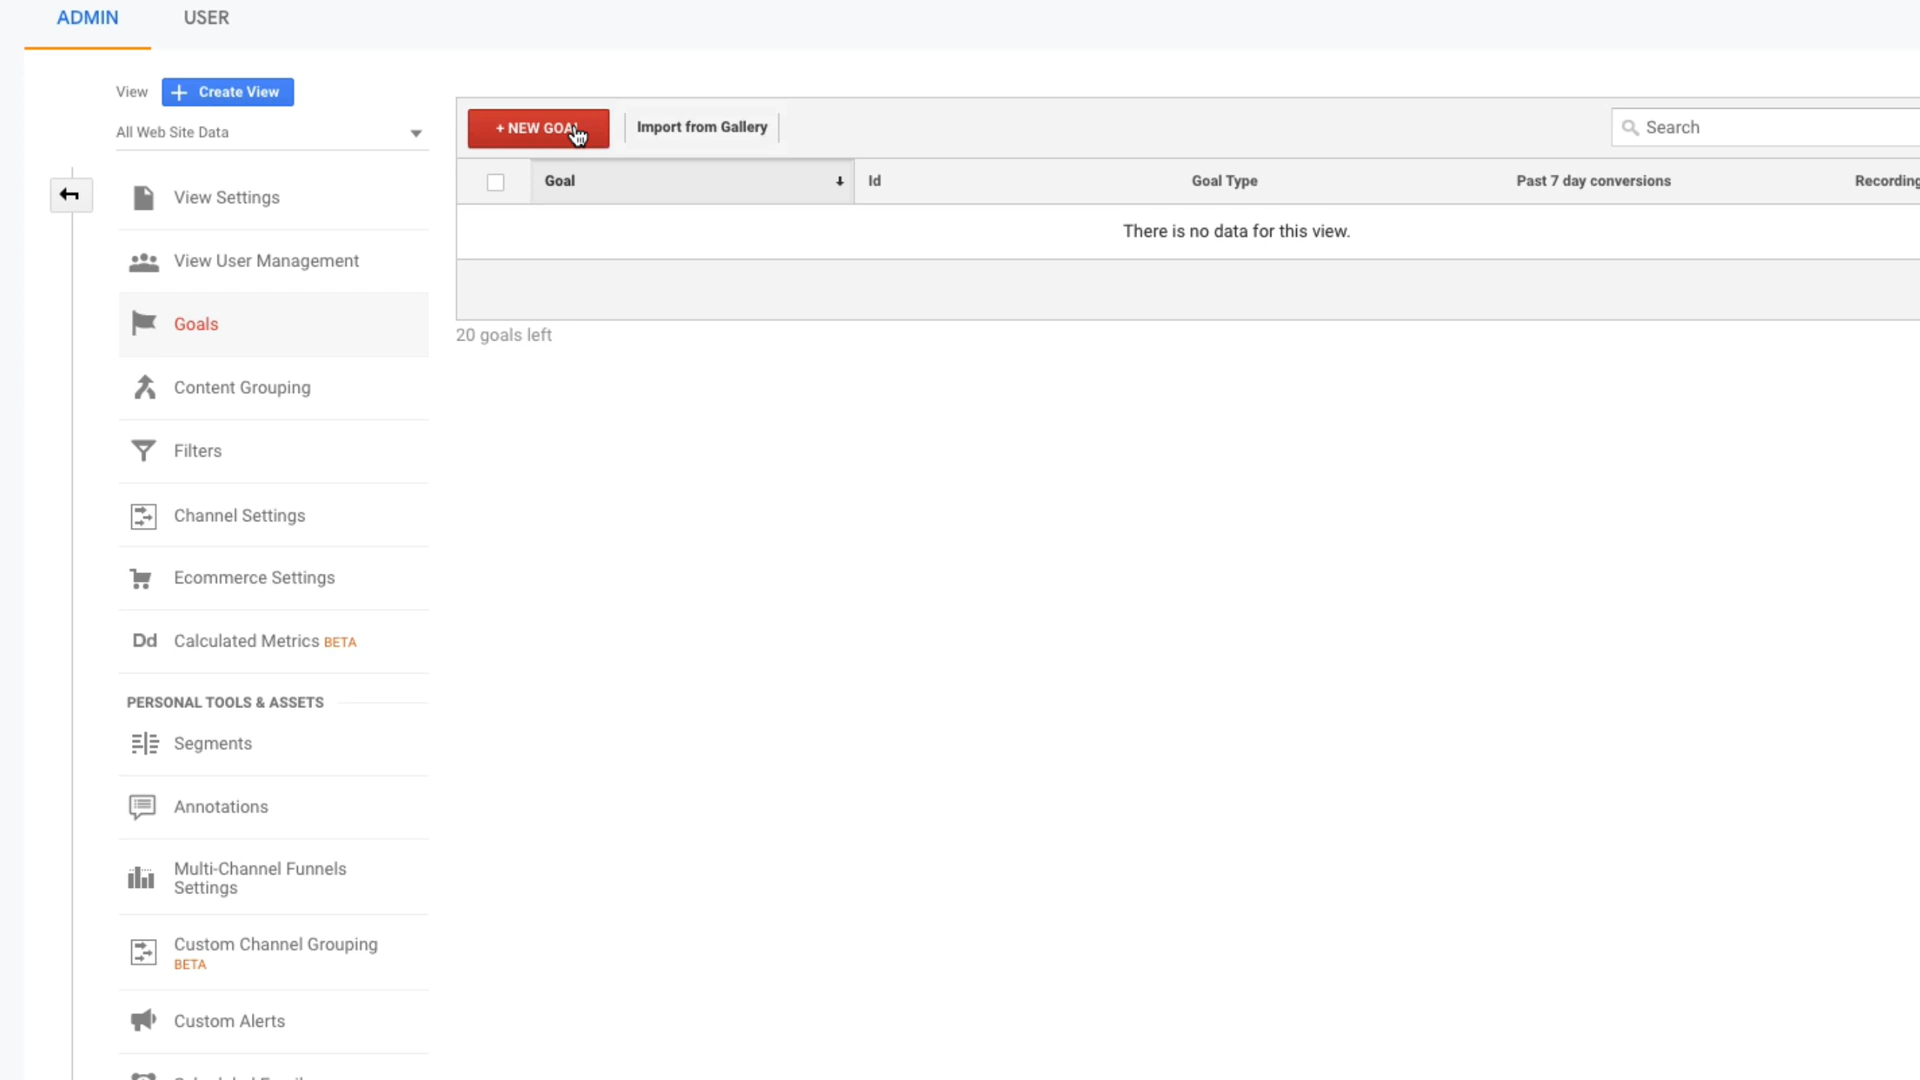 ADMIN
USER
View
Create View
All Web Site Data
View Settings
View User Management
Goals
Content Grouping
Filters
Channel Settings
Ecommerce Settings
Dd
Calculated Metrics BETA
PERSONAL TOOLS & ASSETS
Segments
Annotations
Multi-Channel Funnels
Settings
Custom Channel Grouping
BETA
Custom Alerts
+ NEW GOAL
Import from Gallery
Search
Goal
Id
Goal Type
Past 7 day conversions
Recording
There is no data for this view.
20 goals left